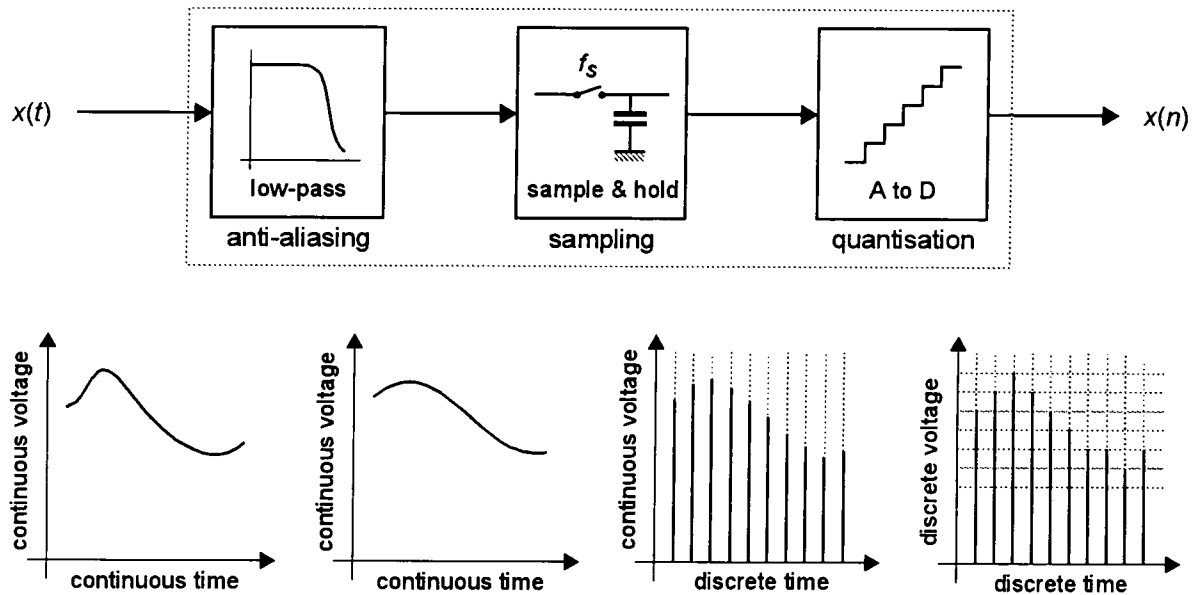 x(t)
low-pass
anti-aliasing
fs
sample & hold
sampling
A to D
quantisation
x(n)
continuous voltage
continuous time
continuous voltage
continuous time
continuous voltage
discrete time
discrete voltage
discrete time